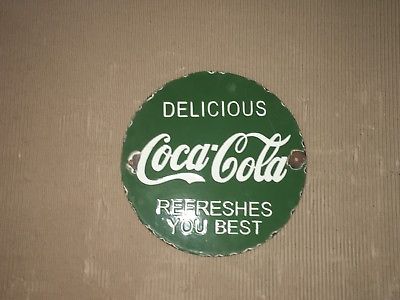 DELICIOUS
Coca-Cola
REFRESHES
YOU BEST